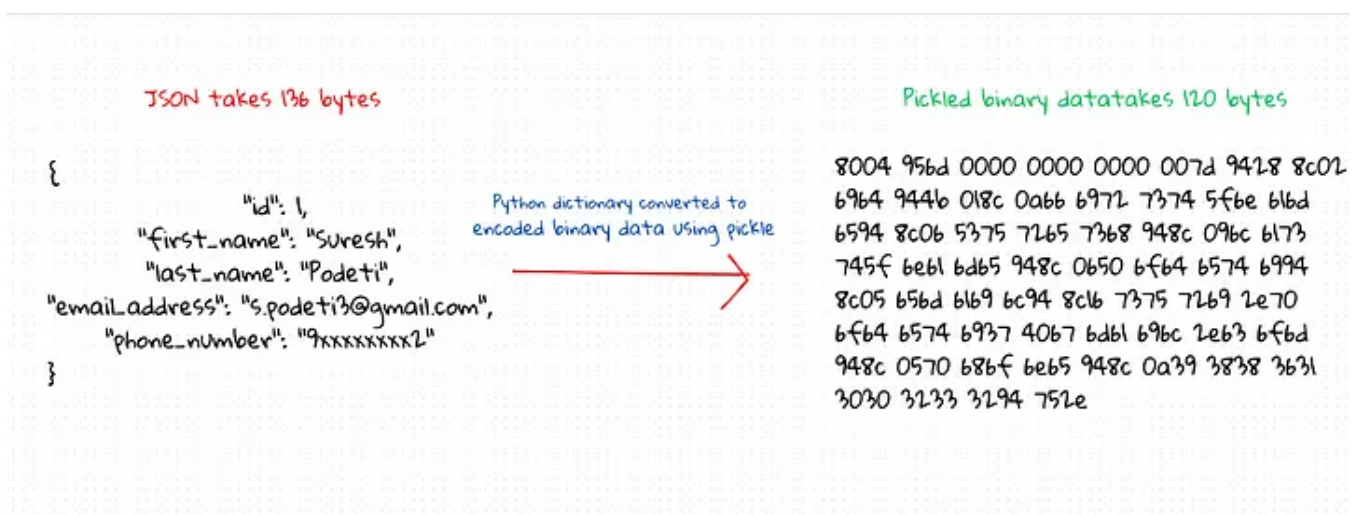 JSON takes 136 bytes
{
"id": 1,
"first_name": "Suresh",
"last_name": "Podeti",
"email_address": "s.podeti3@gmail.com",
"phone_number": "9xxxxxxxx2"
}
Python dictionary converted to
encoded binary data using pickle
Pickled binary datatakes 120 bytes
8004 956d 0000 0000 0000 007d 9428 8c02
6964 944b 018c 0a66 6972 7374 5f6e 616d
6594 8c06 5375 7265 7368 948c 096c 6173
745f 6e61 6d65 948c 0650 6f64 6574 6994
8c05 656d 6169 6c94 8c16 7375 7269 2e70
6f64 6574 6937 4067 6d61 696c 2e63 6f6d
948c 0570 686f 6e65 948c 0a39 3838 3631
3030 3233 3294 752e